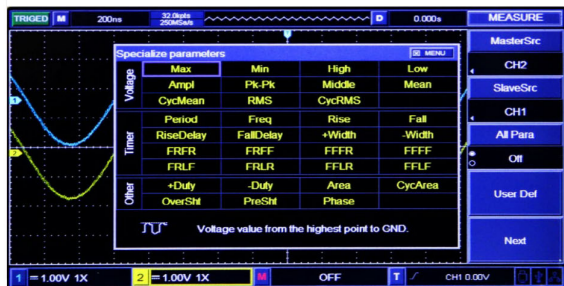 TRIGED M 200ns 32.0kpts 250MSa/s D 0.000s MEASURE
Specialize parameters MENU
MasterSrc
CH2
SlaveSrc
CH1
All Para
Off
User Def
Next
Voltage
Max Min High Low
Ampl Pk-Pk Middle Mean
CycMean RMS CycRMS
Timer
Period Freq Rise Fall
RiseDelay FallDelay +Width -Width
FRFR FRFF FFFR FFFF
FRLF FRLR FFLR FFLF
Other
+Duty -Duty Area CycArea
OverSht PreSht Phase
Voltage value from the highest point to GND.
1
2
1 1.00V 1X 2 1.00V 1X M OFF T CH1 0.00V